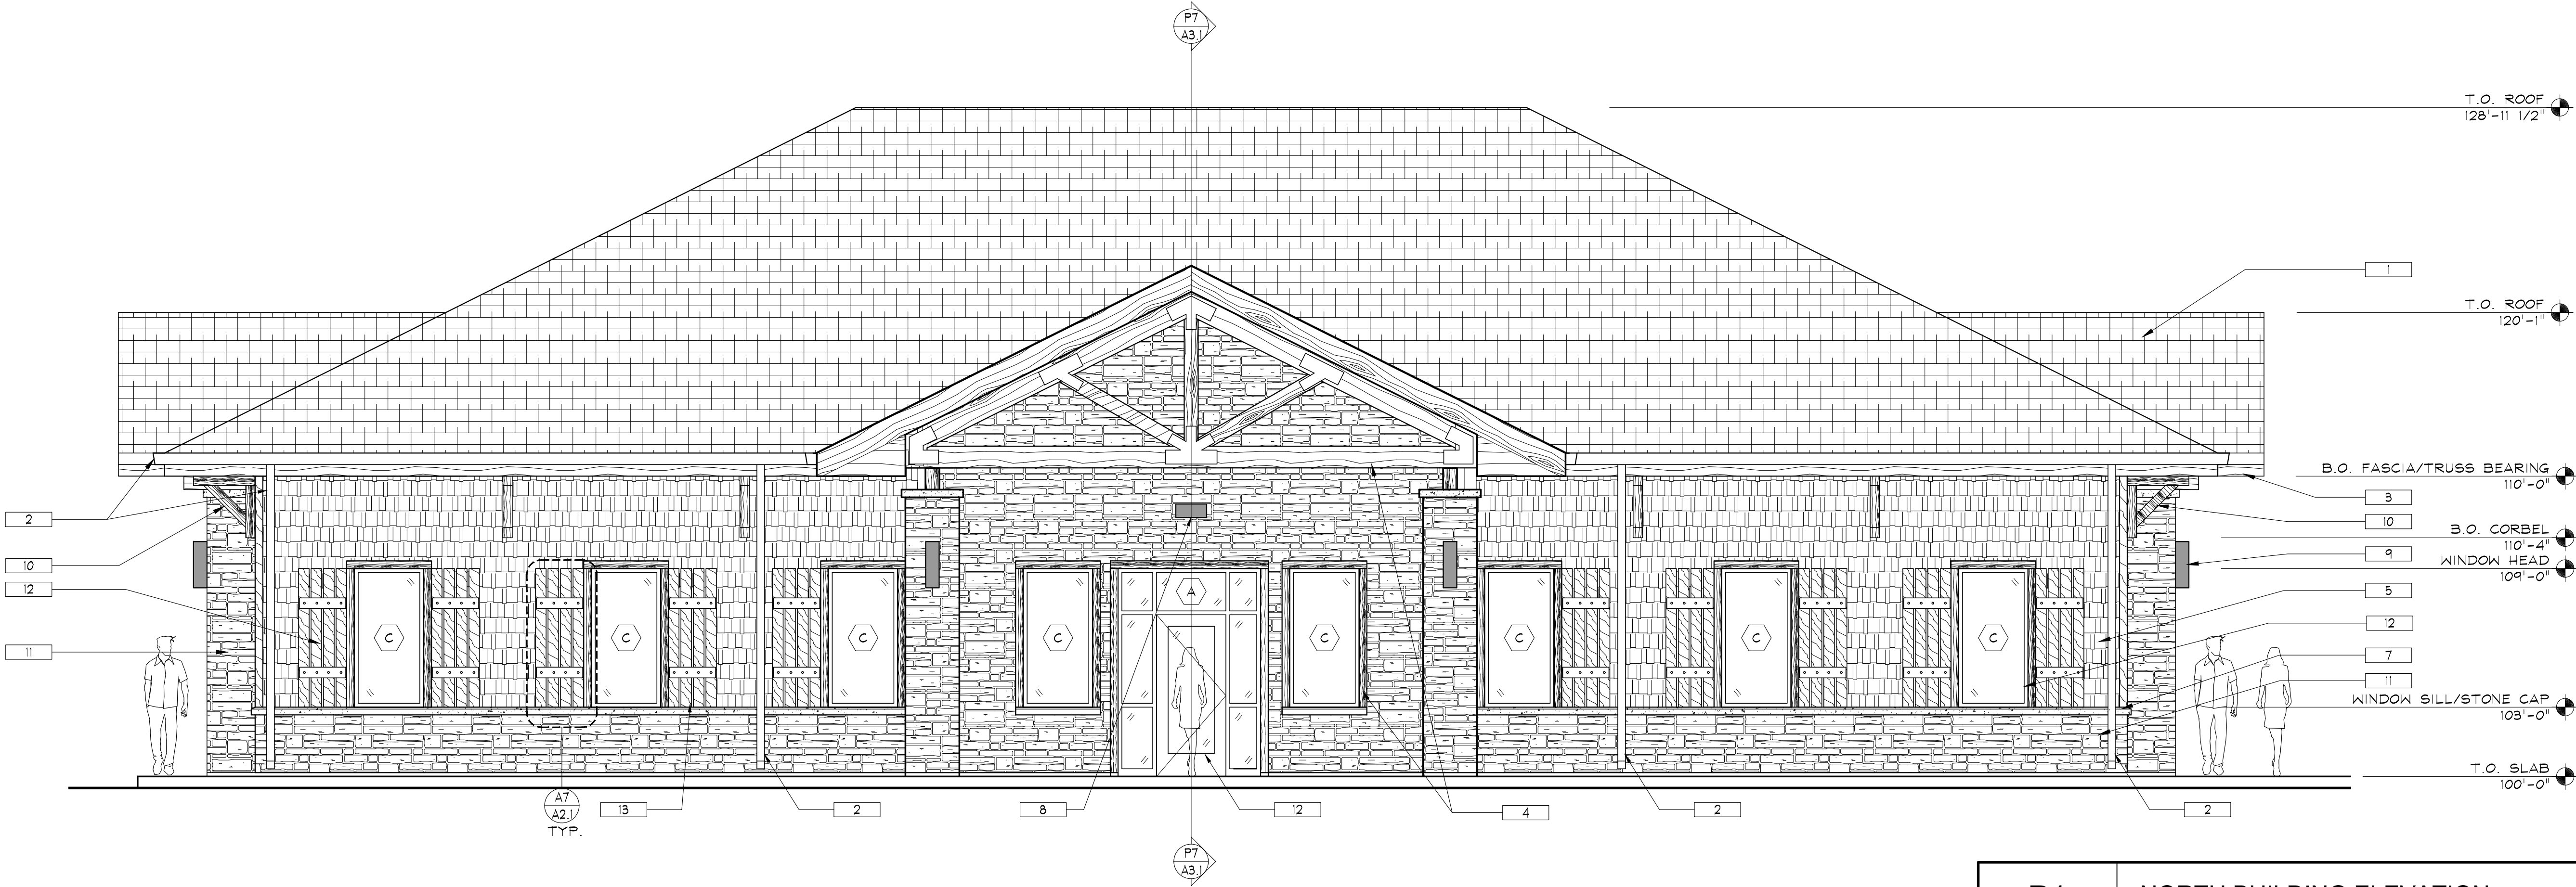 P7
A3.1
T.O. ROOF
128'-11 1/2"
1
T.O. ROOF
120'-1"
B.O. FASCIA/TRUSS BEARING
110'-0"
3
2
10
B.O. CORBEL
110'-4"
9
WINDOW HEAD
109'-0"
10
12
5
A
12
C
C
C
C
C
C
C
C
11
7
11
WINDOW SILL/STONE CAP
103'-0"
T.O. SLAB
100'-0"
A7
A2.1
TYP.
13
2
8
12
4
2
2
P7
A3.1
NORTH BUILDING ELEVATION